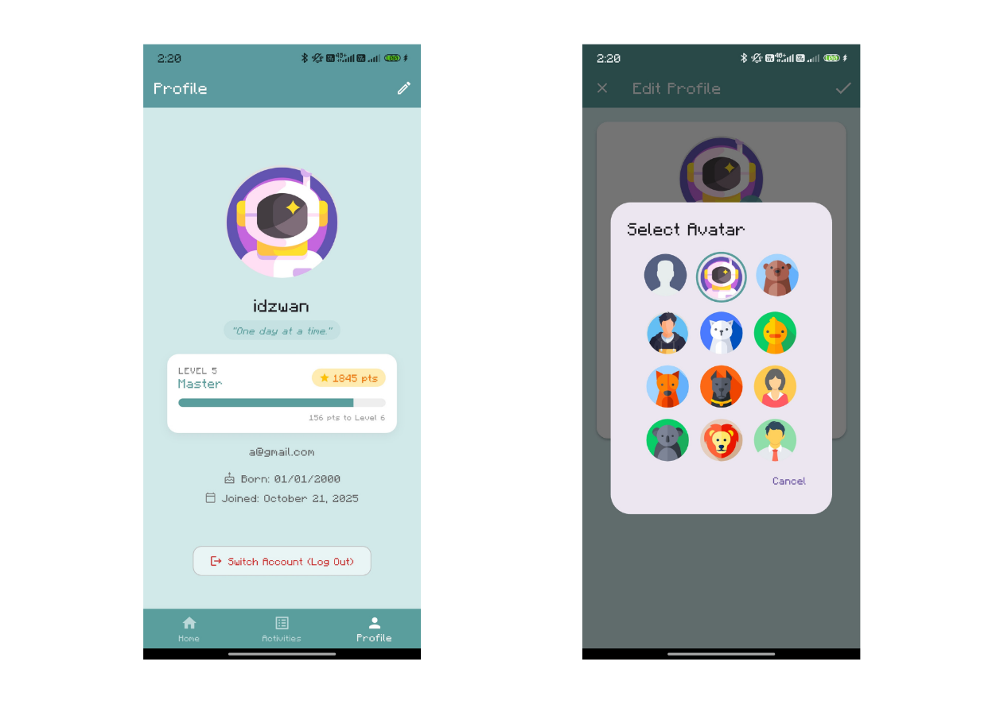 2:20
Profile
idzwan
"One day at a time."
LEVEL 5
Master
1845 pts
156 pts to Level 6
a@gmail.com
Born: 01/01/2000
Joined: October 21, 2025
Switch Account (Log Out)
Home
Activities
Profile
2:20
Edit Profile
Select Avatar
Cancel